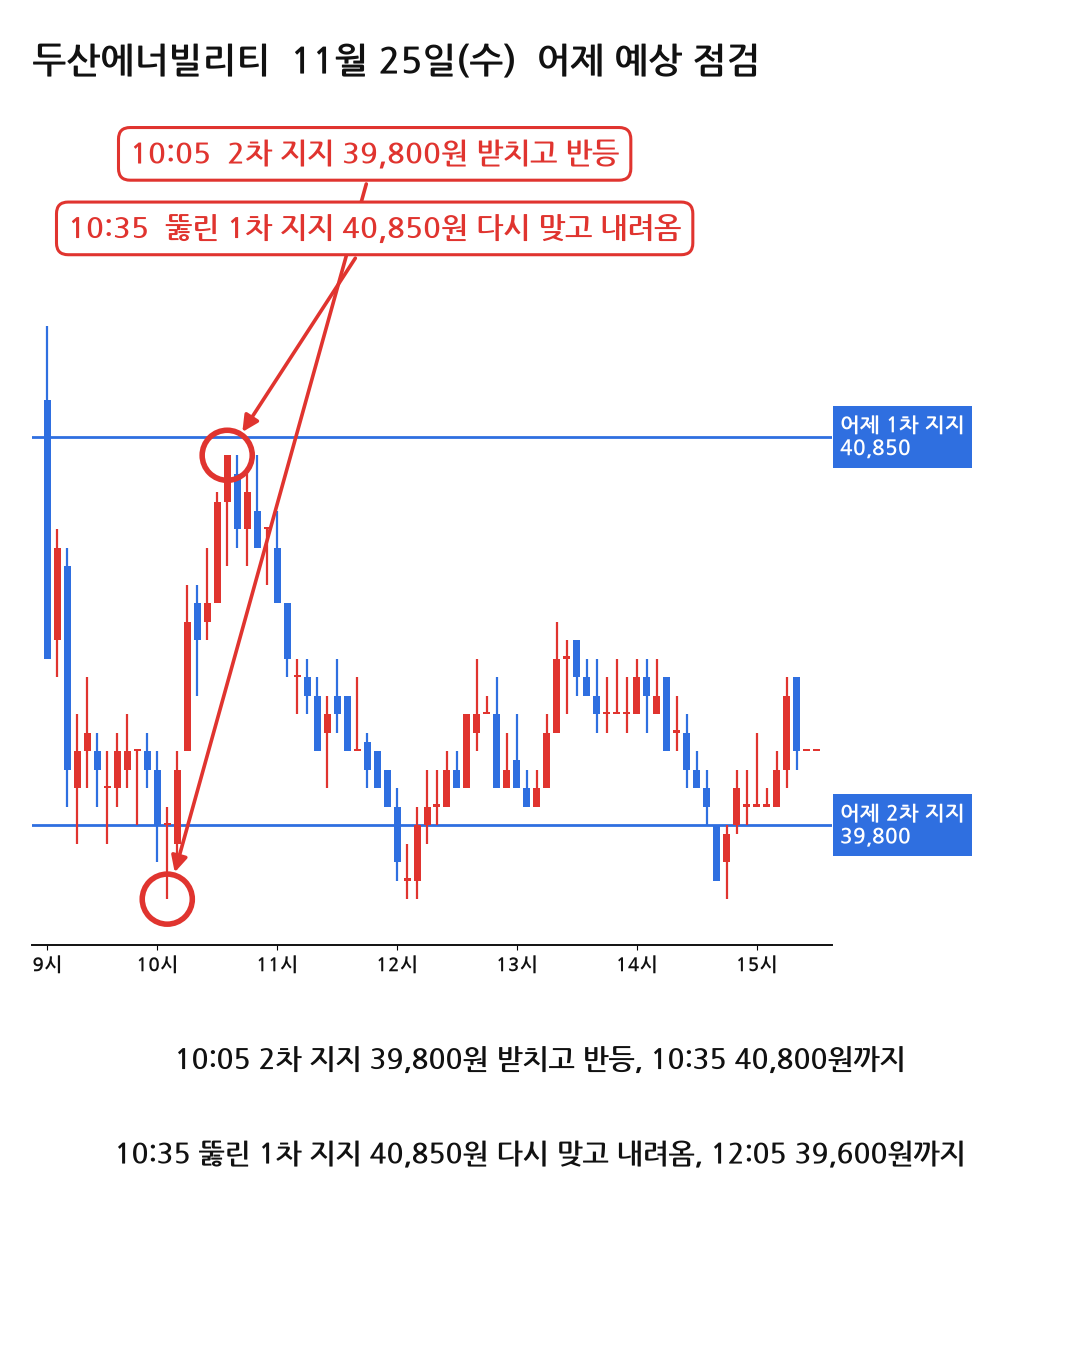 두산에너빌리티 11월 25일(수) 어제 예상 점검
10:05 2차 지지 39,800원 받치고 반등
10:35 뚫린 1차 지지 40,850원 다시 맞고 내려옴
어제 1차 지지
40,850
어제 2차 지지
39,800
9시 10시 11시 12시 13시 14시 15시
10:05 2차 지지 39,800원 받치고 반등, 10:35 40,800원까지
10:35 뚫린 1차 지지 40,850원 다시 맞고 내려옴, 12:05 39,600원까지